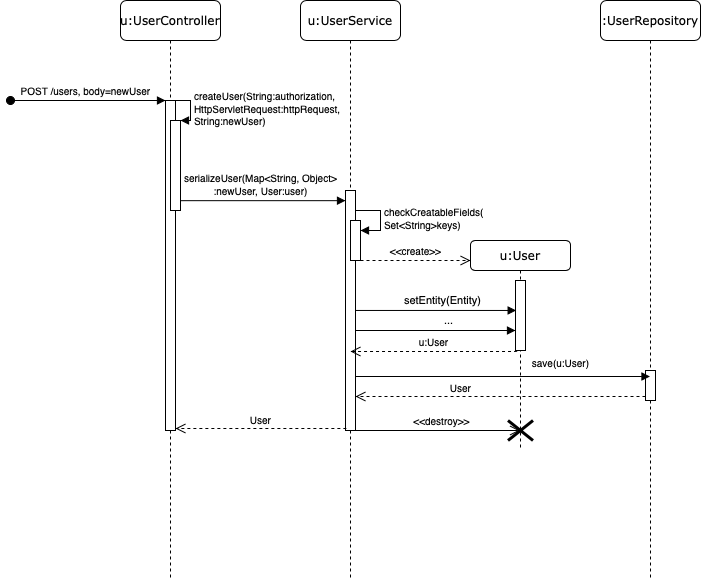 u:UserController
u:UserService
:UserRepository
POST /users, body=newUser
createUser(String:authorization,
HttpServletRequest:httpRequest,
String:newUser)
serializeUser(Map<String, Object>
:newUser, User:user)
checkCreatableFields(
Set<String>keys)
<<create>>
u:User
setEntity(Entity)
...
u:User
save(u:User)
User
User
<<destroy>>